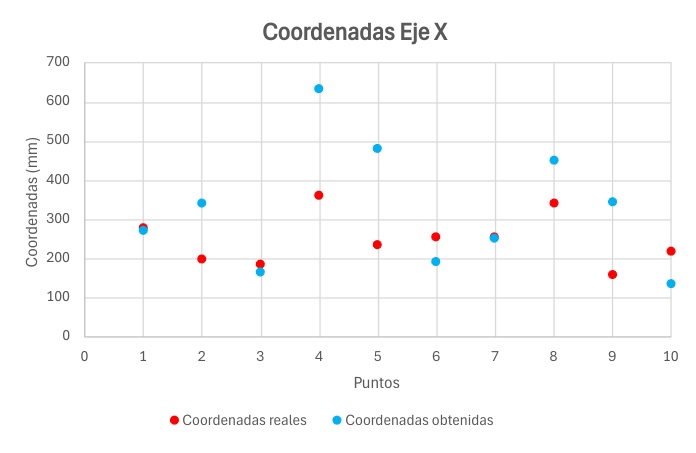 Coordenadas Eje X
700
600
500
400
300
200
100
0
Coordenadas (mm)
0 1 2 3 4 5 6 7 8 9 10
Puntos
Coordenadas reales Coordenadas obtenidas